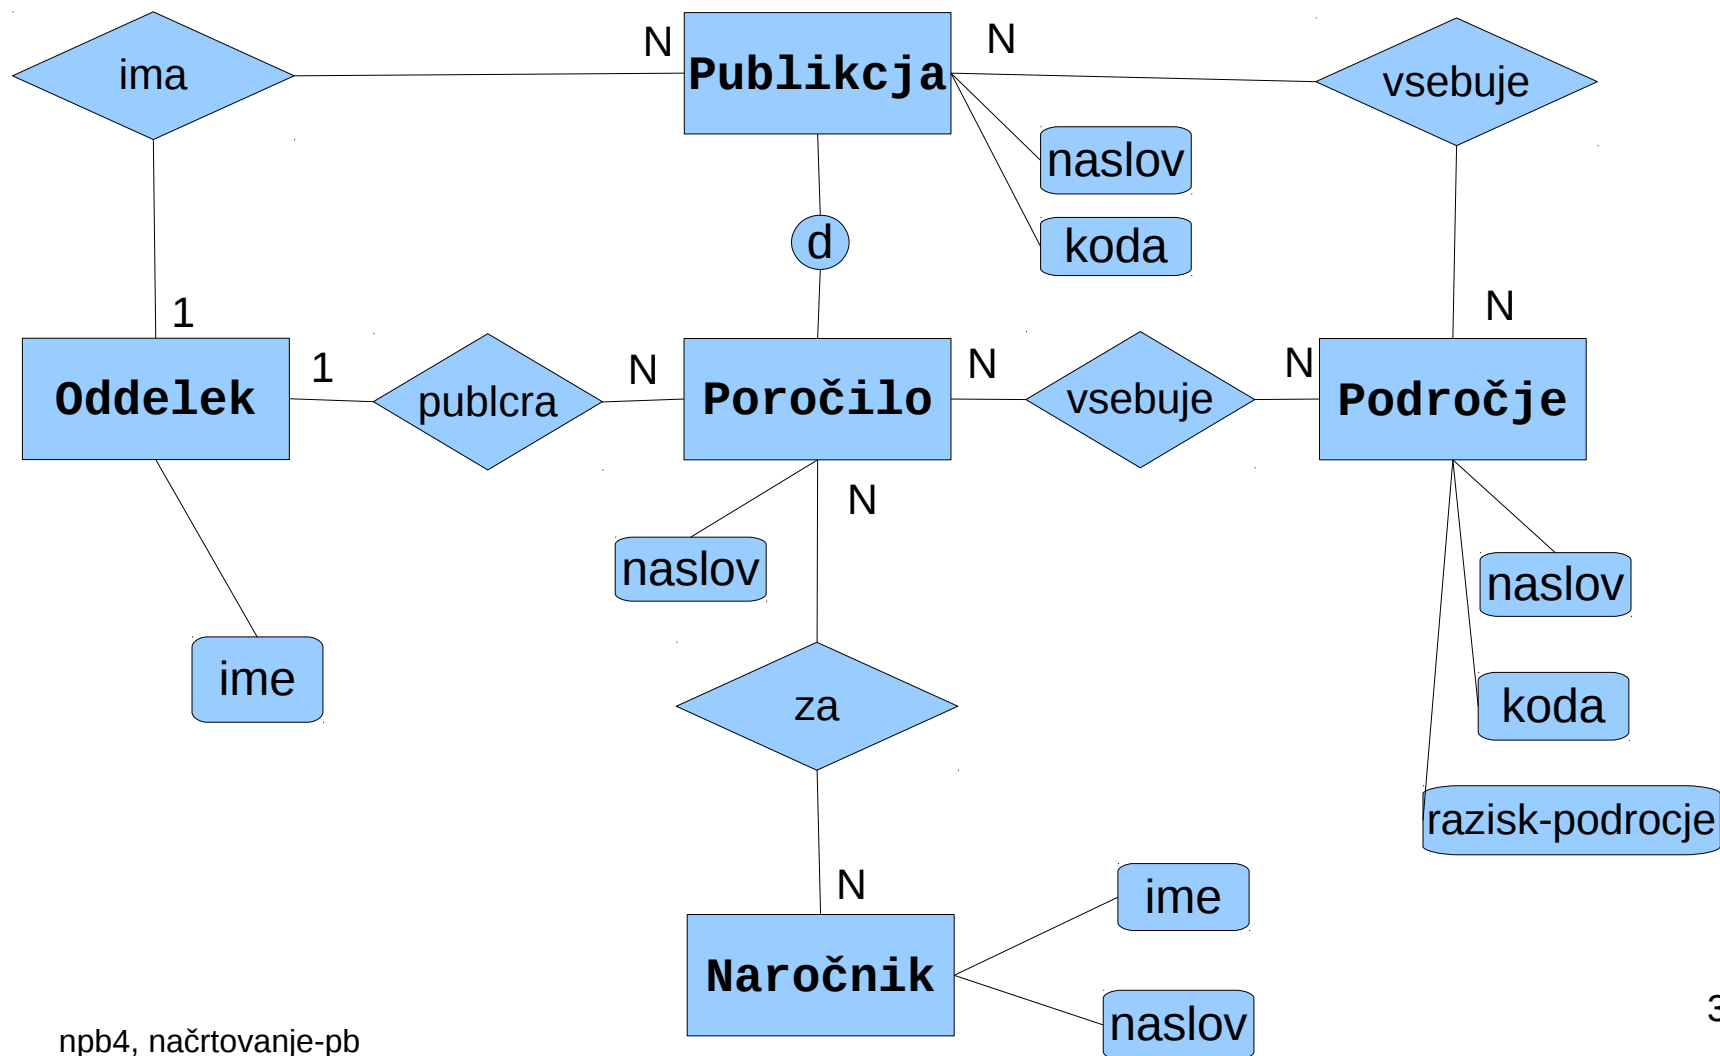 ima
N
Publikcja
N
vsebuje
naslov
koda
d
1
N
Oddelek
1
publcra
N
Poročilo
N
vsebuje
N
Področje
N
naslov
naslov
ime
koda
za
razisk-podrocje
N
ime
Naročnik
naslov
3
npb4, načrtovanje-pb